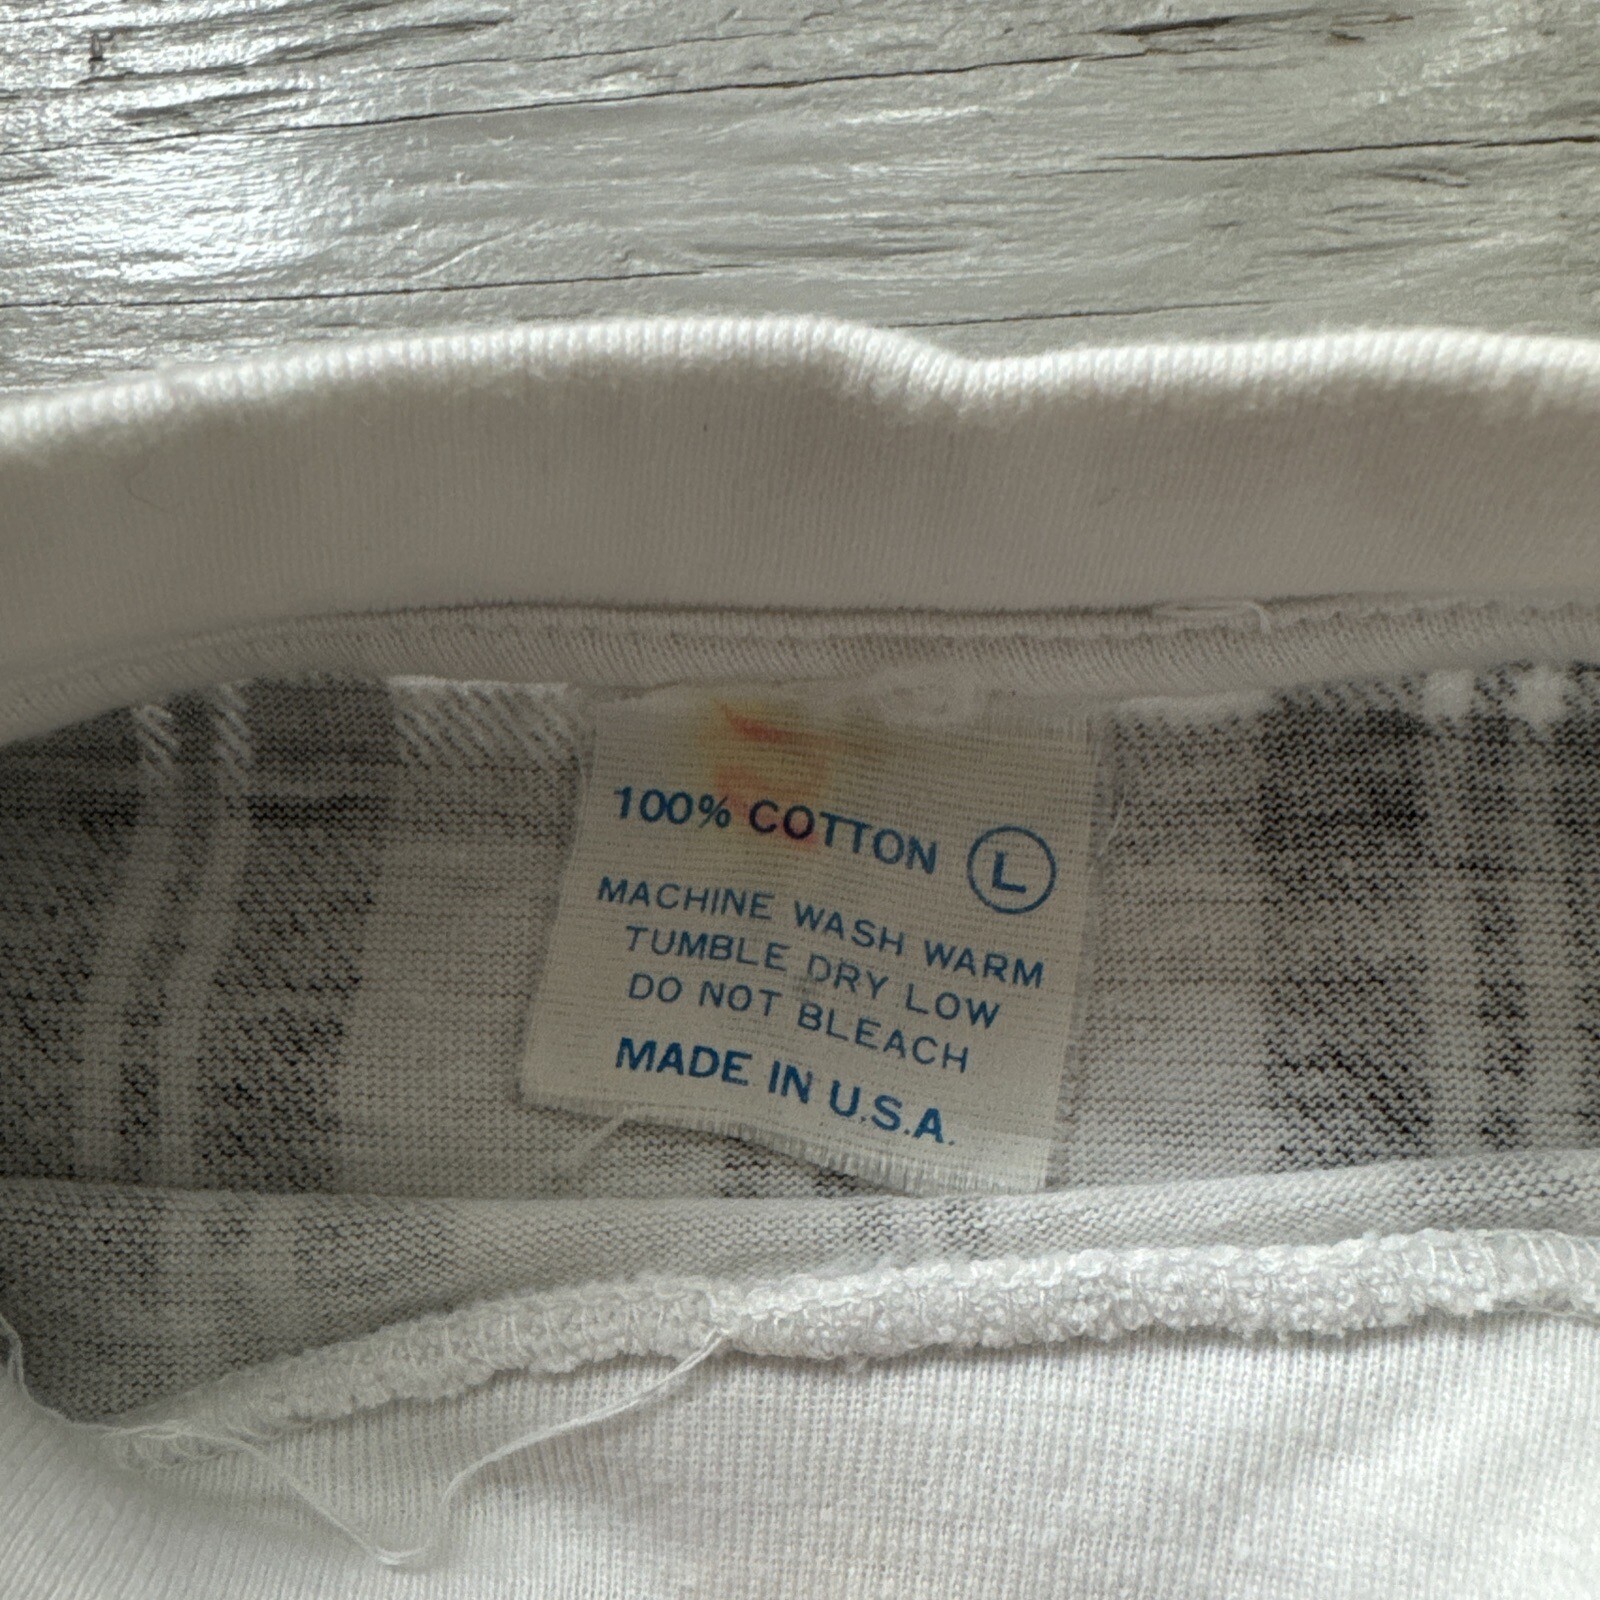 100% COTTON L
MACHINE WASH WARM
TUMBLE DRY LOW
DO NOT BLEACH
MADE IN U.S.A.